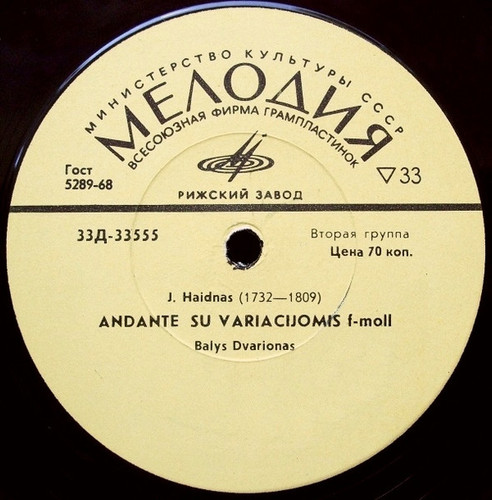 МИНИСТЕРСТВО КУЛЬТУРЫ СССР
МЕЛОДИЯ
ВСЕСОЮЗНАЯ ФИРМА ГРАМПЛАСТИНОК
Гост
5289-68
▽33
РИЖСКИЙ ЗАВОД
33Д-33555
Вторая группа
Цена 70 коп.
J. Haidnas (1732—1809)
ANDANTE SU VARIACIJOMIS f-moll
Balys Dvarionas